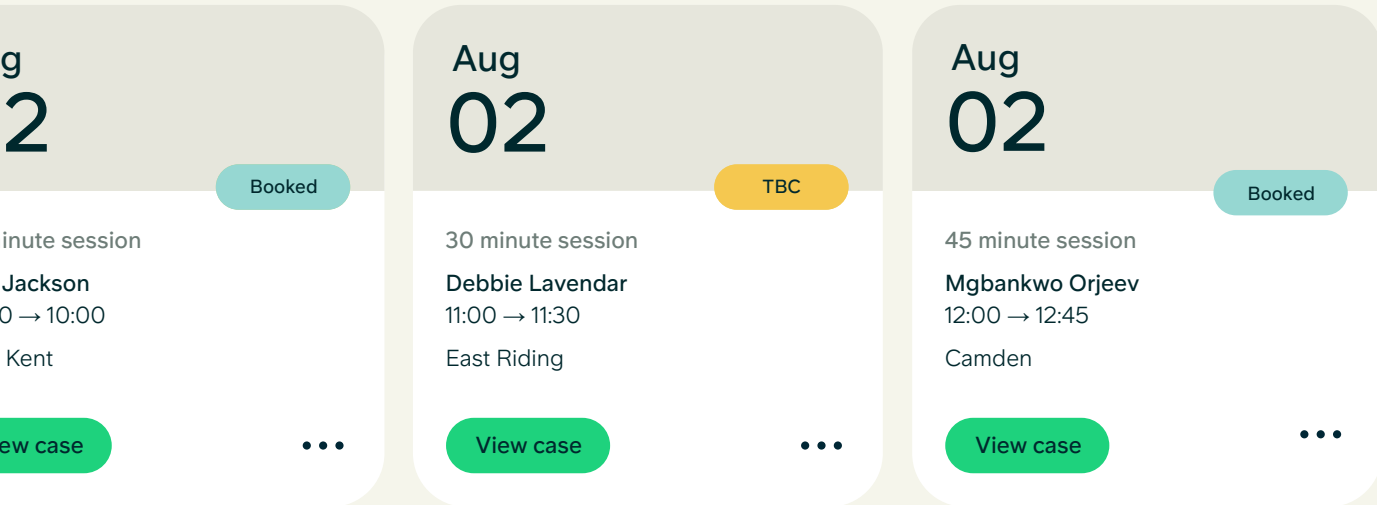 g
2
Booked
inute session
Jackson
0 → 10:00
Kent
ew case
Aug
02
TBC
30 minute session
Debbie Lavendar
11:00 → 11:30
East Riding
View case
Aug
02
Booked
45 minute session
Mgbankwo Orjeev
12:00 → 12:45
Camden
View case